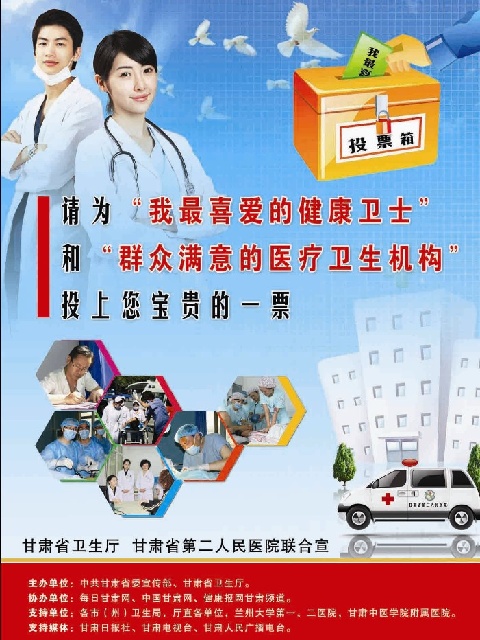 我最喜
投票箱
请为“我最喜爱的健康卫士”
和“群众满意的医疗卫生机构”
投上您宝贵的一票
甘肃省卫生厅 甘肃省第二人民医院联合宣
主办单位：中共甘肃省委宣传部、甘肃省卫生厅。
协办单位：每日甘肃网、中国甘肃网、健康报网甘肃频道。
支持单位：各市（州）卫生局，厅直各单位，兰州大学第一、二医院，甘肃中医学院附属医院。
支持媒体：甘肃日报社、甘肃电视台、甘肃人民广播电台。